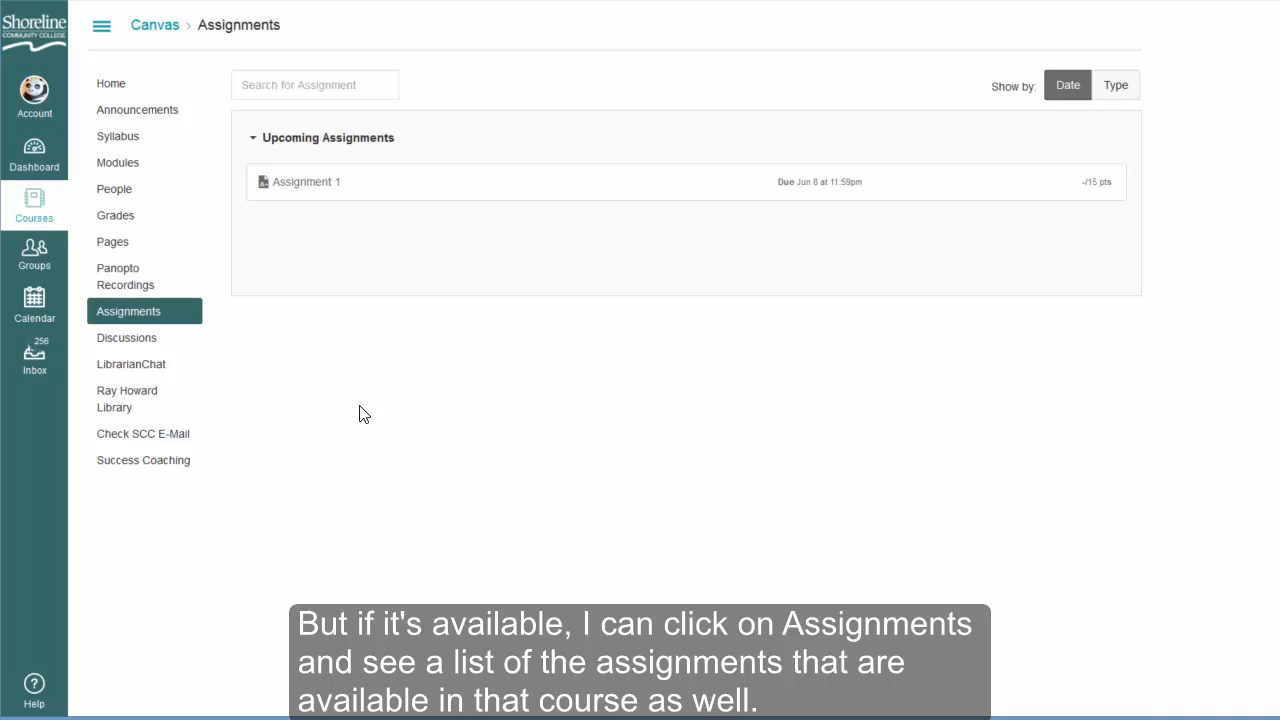 Shoreline
COMMUNITY COLLEGE
Canvas › Assignments
Account
Dashboard
Courses
Groups
Calendar
256
Inbox
Help
Home
Announcements
Syllabus
Modules
People
Grades
Pages
Panopto
Recordings
Assignments
Discussions
LibrarianChat
Ray Howard
Library
Check SCC E-Mail
Success Coaching
Search for Assignment
Show by: Date Type
Upcoming Assignments
Assignment 1 Due Jun 8 at 11:59pm -/15 pts
But if it's available, I can click on Assignments
and see a list of the assignments that are
available in that course as well.